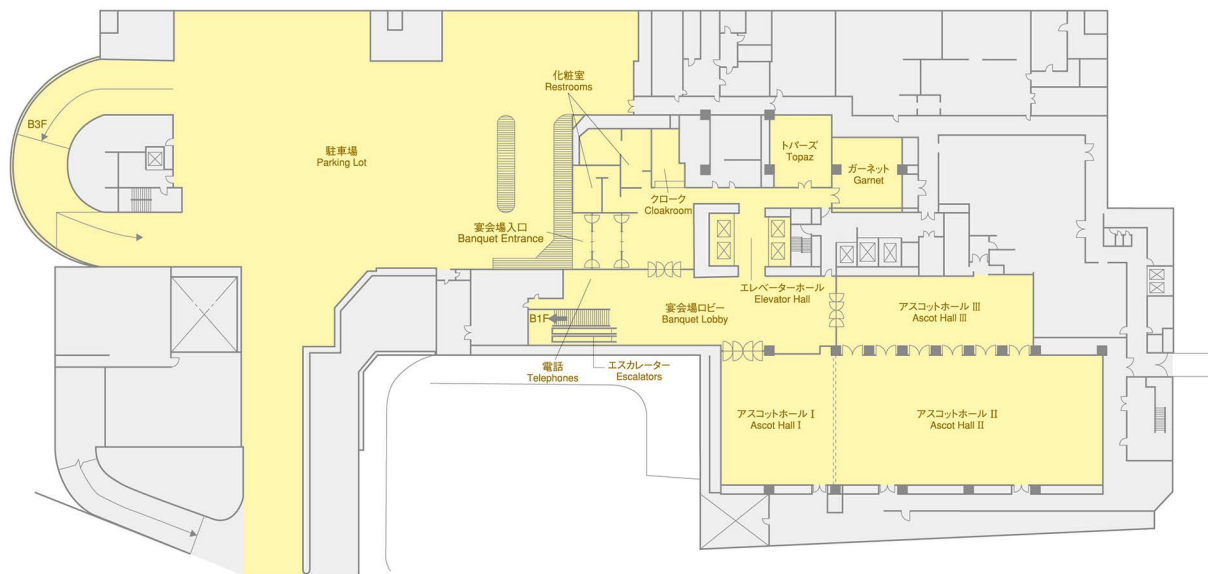 化粧室
Restrooms
B3F
駐車場
Parking Lot
トパーズ
Topaz
ガーネット
Garnet
クローク
Cloakroom
宴会場入口
Banquet Entrance
エレベーターホール
Elevator Hall
宴会場ロビー
Banquet Lobby
アスコットホール III
Ascot Hall III
B1F
電話
Telephones
エスカレーター
Escalators
アスコットホール I
Ascot Hall I
アスコットホール II
Ascot Hall II